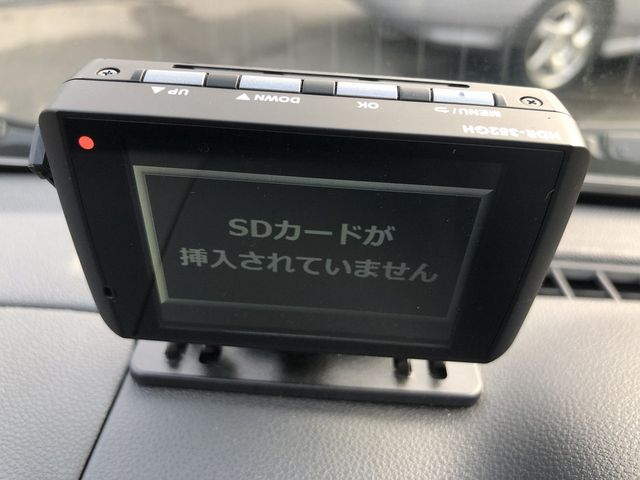 UP▲
DOWN▼
OK
MENU/⮌
HDR-352GH
SDカードが
挿入されていません